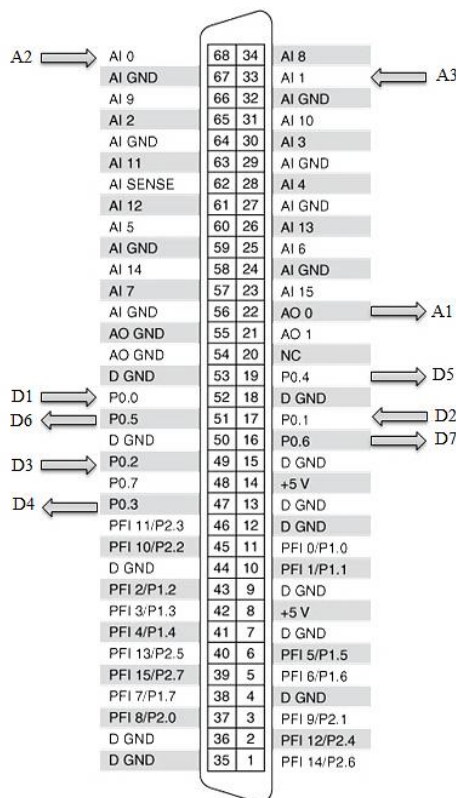 A2 AI 0 68 34 AI 8
AI GND 67 33 AI 1 A3
AI 9 66 32 AI GND
AI 2 65 31 AI 10
AI GND 64 30 AI 3
AI 11 63 29 AI GND
AI SENSE 62 28 AI 4
AI 12 61 27 AI GND
AI 5 60 26 AI 13
AI GND 59 25 AI 6
AI 14 58 24 AI GND
AI 7 57 23 AI 15
AI GND 56 22 AO 0 A1
AO GND 55 21 AO 1
AO GND 54 20 NC
D GND 53 19 P0.4 D5
D1 P0.0 52 18 D GND
D6 P0.5 51 17 P0.1 D2
D GND 50 16 P0.6 D7
D3 P0.2 49 15 D GND
P0.7 48 14 +5 V
D4 P0.3 47 13 D GND
PFI 11/P2.3 46 12 D GND
PFI 10/P2.2 45 11 PFI 0/P1.0
D GND 44 10 PFI 1/P1.1
PFI 2/P1.2 43 9 D GND
PFI 3/P1.3 42 8 +5 V
PFI 4/P1.4 41 7 D GND
PFI 13/P2.5 40 6 PFI 5/P1.5
PFI 15/P2.7 39 5 PFI 6/P1.6
PFI 7/P1.7 38 4 D GND
PFI 8/P2.0 37 3 PFI 9/P2.1
D GND 36 2 PFI 12/P2.4
D GND 35 1 PFI 14/P2.6